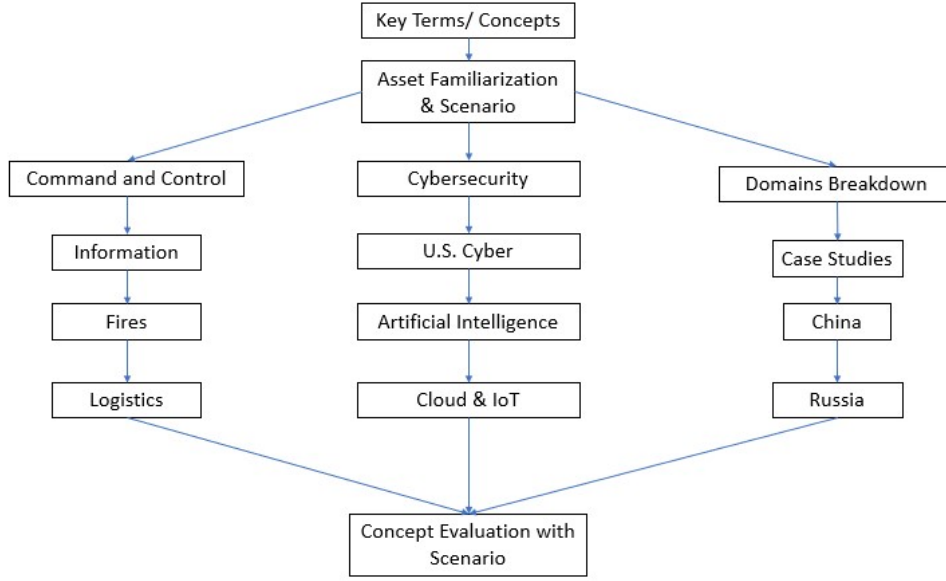 Key Terms/ Concepts
Asset Familiarization
& Scenario
Command and Control
Cybersecurity
Domains Breakdown
Information
U.S. Cyber
Case Studies
Fires
Artificial Intelligence
China
Logistics
Cloud & IoT
Russia
Concept Evaluation with
Scenario